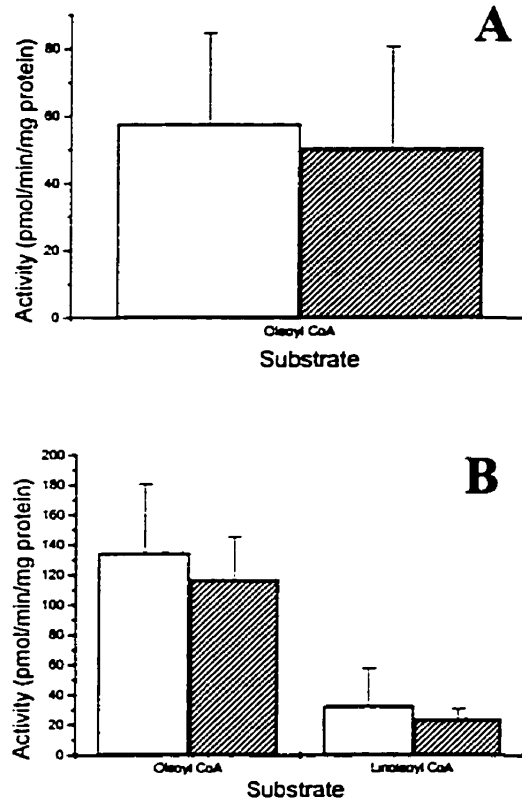 A
Activity (pmol/min/mg protein)
80
60
40
20
0
Oleoyl CoA
Substrate
B
Activity (pmol/min/mg protein)
200
180
160
140
120
100
80
60
40
20
0
Oleoyl CoA
Linoleoyl CoA
Substrate